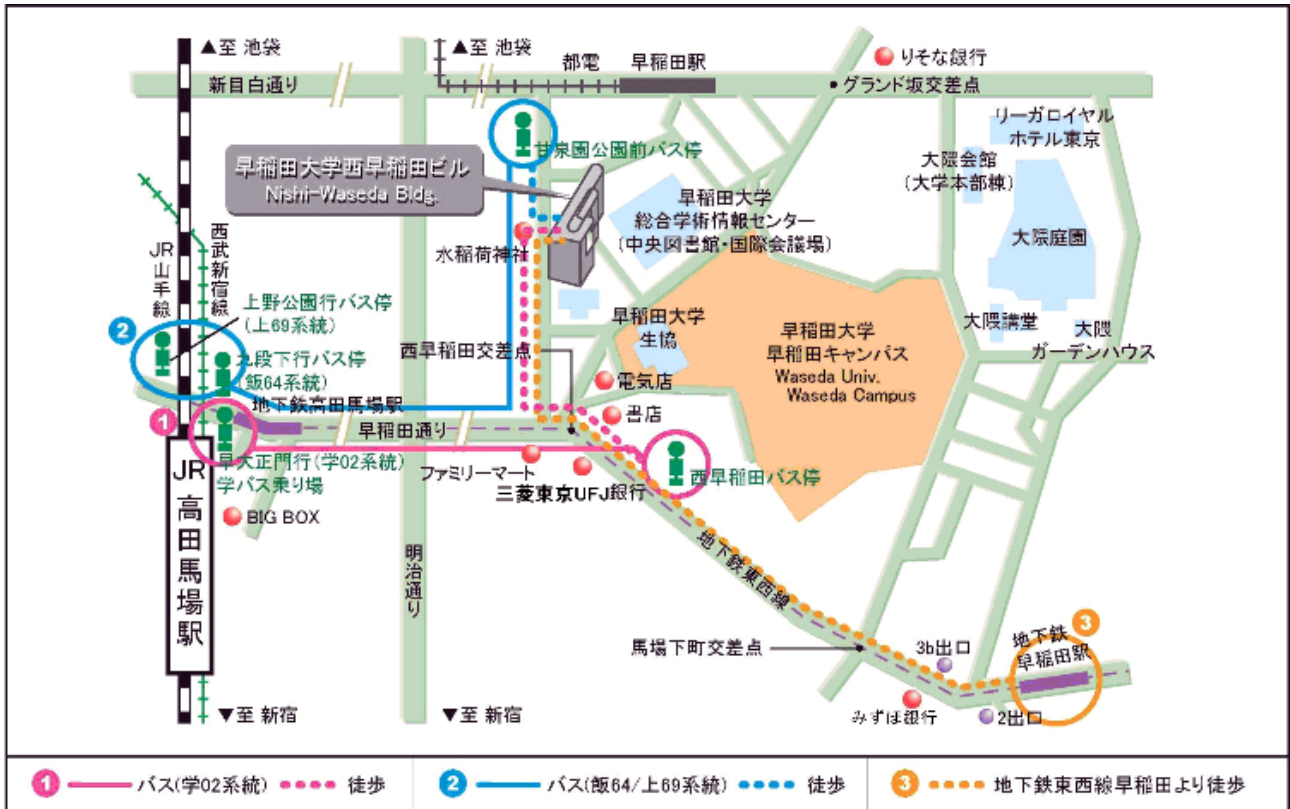 ▲至 池袋
▲至 池袋
都電
早稲田駅
りそな銀行
新目白通り
グランド坂交差点
リーガロイヤル
ホテル東京
甘泉園公園前バス停
大隈会館
(大学本部棟)
早稲田大学西早稲田ビル
Nishi-Waseda Bldg.
早稲田大学
総合学術情報センター
(中央図書館・国際会議場)
大隈庭園
水稲荷神社
JR
山手線
西武新宿線
上野公園行バス停
(上69系統)
2
九段下行バス停
(飯64系統)
西早稲田交差点
早稲田大学
生協
早稲田大学
早稲田キャンパス
Waseda Univ.
Waseda Campus
大隈講堂
大隈
ガーデンハウス
電気店
書店
地下鉄高田馬場駅
1
早稲田通り
早大正門行(学02系統)
学バス乗り場
ファミリーマート
三菱東京UFJ銀行
西早稲田バス停
JR
高田馬場駅
BIG BOX
明治通り
地下鉄東西線
馬場下町交差点
3b出口
地下鉄
早稲田駅
3
みずほ銀行
2出口
▼至 新宿
▼至 新宿
1 バス(学02系統) 徒歩
2 バス(飯64/上69系統) 徒歩
3 地下鉄東西線早稲田より徒歩